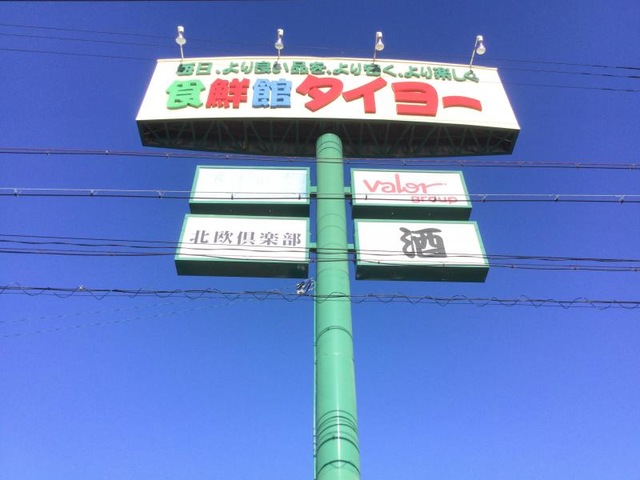 毎日、より良い品を、より安く、より楽しく
食鮮館タイヨー
valor
group
北欧倶楽部
酒